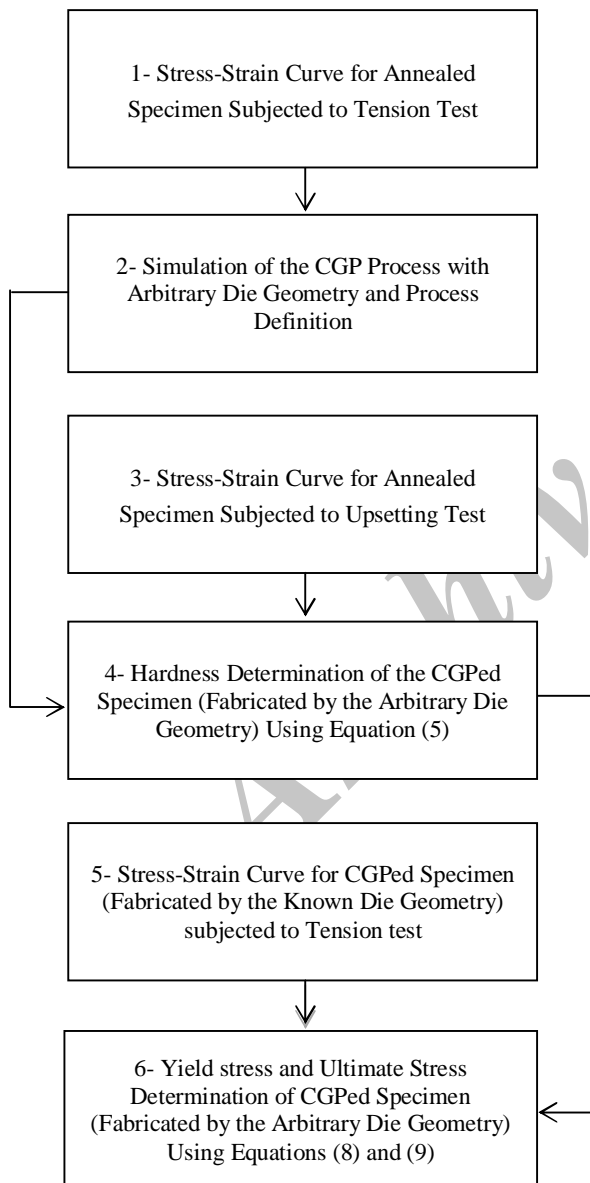 1- Stress-Strain Curve for Annealed
Specimen Subjected to Tension Test
2- Simulation of the CGP Process with
Arbitrary Die Geometry and Process
Definition
3- Stress-Strain Curve for Annealed
Specimen Subjected to Upsetting Test
4- Hardness Determination of the CGPed
Specimen (Fabricated by the Arbitrary Die
Geometry) Using Equation (5)
5- Stress-Strain Curve for CGPed Specimen
(Fabricated by the Known Die Geometry)
subjected to Tension test
6- Yield stress and Ultimate Stress
Determination of CGPed Specimen
(Fabricated by the Arbitrary Die Geometry)
Using Equations (8) and (9)